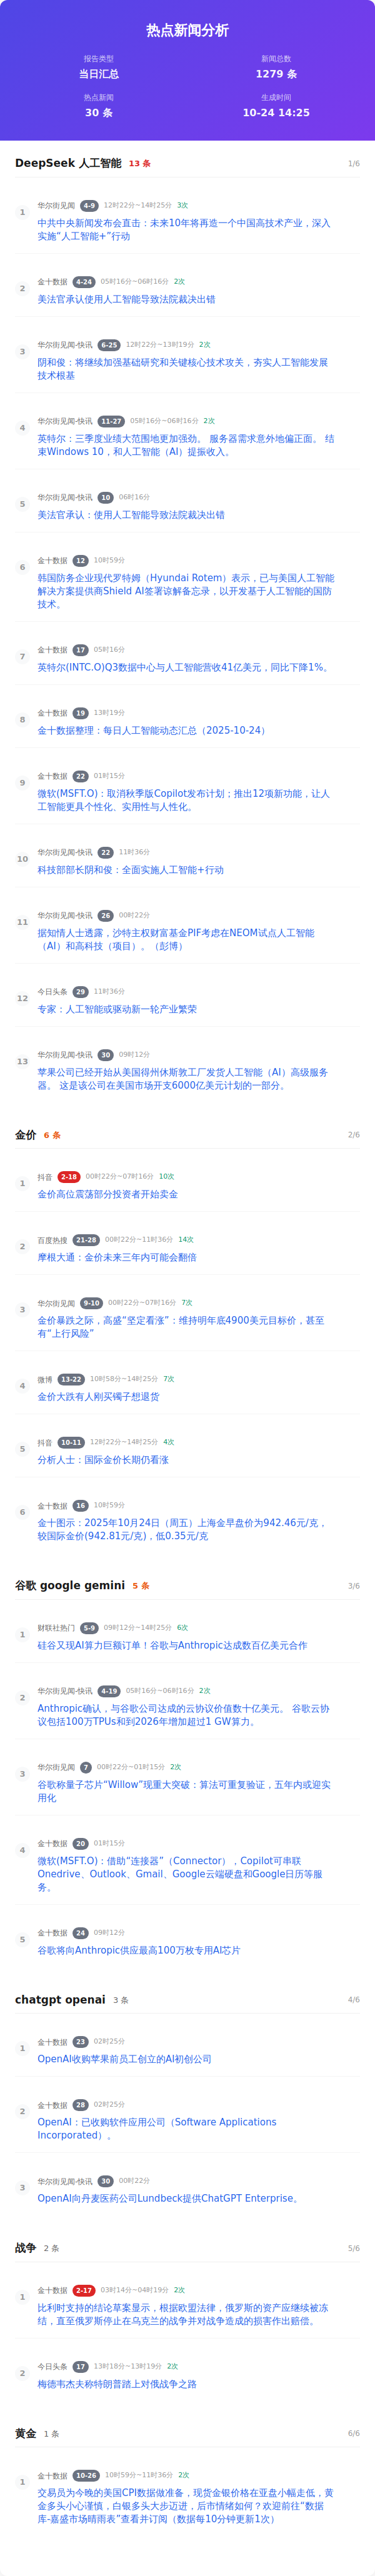 热点新闻分析
报告类型
当日汇总
新闻总数
1279 条
热点新闻
30 条
生成时间
10-24 14:25
DeepSeek 人工智能 13 条 1/6
1
华尔街见闻 4-9 12时22分~14时25分 3次
中共中央新闻发布会直击：未来10年将再造一个中国高技术产业，深入
实施“人工智能+”行动
2
金十数据 4-24 05时16分~06时16分 2次
美法官承认使用人工智能导致法院裁决出错
3
华尔街见闻-快讯 6-25 12时22分~13时19分 2次
阴和俊：将继续加强基础研究和关键核心技术攻关，夯实人工智能发展
技术根基
4
华尔街见闻-快讯 11-27 05时16分~06时16分 2次
英特尔：三季度业绩大范围地更加强劲。 服务器需求意外地偏正面。 结
束Windows 10，和人工智能（AI）提振收入。
5
华尔街见闻-快讯 10 06时16分
美法官承认：使用人工智能导致法院裁决出错
6
金十数据 12 10时59分
韩国防务企业现代罗特姆（Hyundai Rotem）表示，已与美国人工智能
解决方案提供商Shield AI签署谅解备忘录，以开发基于人工智能的国防
技术。
7
金十数据 17 05时16分
英特尔(INTC.O)Q3数据中心与人工智能营收41亿美元，同比下降1%。
8
金十数据 19 13时19分
金十数据整理：每日人工智能动态汇总（2025-10-24）
9
金十数据 22 01时15分
微软(MSFT.O)：取消秋季版Copilot发布计划；推出12项新功能，让人
工智能更具个性化、实用性与人性化。
10
华尔街见闻-快讯 22 11时36分
科技部部长阴和俊：全面实施人工智能+行动
11
华尔街见闻-快讯 26 00时22分
据知情人士透露，沙特主权财富基金PIF考虑在NEOM试点人工智能
（AI）和高科技（项目）。（彭博）
12
今日头条 29 11时36分
专家：人工智能或驱动新一轮产业繁荣
13
华尔街见闻-快讯 30 09时12分
苹果公司已经开始从美国得州休斯敦工厂发货人工智能（AI）高级服务
器。 这是该公司在美国市场开支6000亿美元计划的一部分。
金价 6 条 2/6
1
抖音 2-18 00时22分~07时16分 10次
金价高位震荡部分投资者开始卖金
2
百度热搜 21-28 00时22分~11时36分 14次
摩根大通：金价未来三年内可能会翻倍
3
华尔街见闻 9-10 00时22分~07时16分 7次
金价暴跌之际，高盛“坚定看涨”：维持明年底4900美元目标价，甚至
有“上行风险”
4
微博 13-22 10时58分~14时25分 7次
金价大跌有人刚买镯子想退货
5
抖音 10-11 12时22分~14时25分 4次
分析人士：国际金价长期仍看涨
6
金十数据 16 10时59分
金十图示：2025年10月24日（周五）上海金早盘价为942.46元/克，
较国际金价(942.81元/克)，低0.35元/克
谷歌 google gemini 5 条 3/6
1
财联社热门 5-9 09时12分~14时25分 6次
硅谷又现AI算力巨额订单！谷歌与Anthropic达成数百亿美元合作
2
华尔街见闻-快讯 4-19 05时16分~06时16分 2次
Anthropic确认，与谷歌公司达成的云协议价值数十亿美元。 谷歌云协
议包括100万TPUs和到2026年增加超过1 GW算力。
3
华尔街见闻 7 00时22分~01时15分 2次
谷歌称量子芯片“Willow”现重大突破：算法可重复验证，五年内或迎实
用化
4
金十数据 20 01时15分
微软(MSFT.O)：借助“连接器”（Connector），Copilot可串联
Onedrive、Outlook、Gmail、Google云端硬盘和Google日历等服
务。
5
金十数据 24 09时12分
谷歌将向Anthropic供应最高100万枚专用AI芯片
chatgpt openai 3 条 4/6
1
金十数据 23 02时25分
OpenAI收购苹果前员工创立的AI初创公司
2
金十数据 28 02时25分
OpenAI：已收购软件应用公司（Software Applications
Incorporated）。
3
华尔街见闻-快讯 30 00时22分
OpenAI向丹麦医药公司Lundbeck提供ChatGPT Enterprise。
战争 2 条 5/6
1
金十数据 2-17 03时14分~04时19分 2次
比利时支持的结论草案显示，根据欧盟法律，俄罗斯的资产应继续被冻
结，直至俄罗斯停止在乌克兰的战争并对战争造成的损害作出赔偿。
2
今日头条 17 13时18分~13时19分 2次
梅德韦杰夫称特朗普踏上对俄战争之路
黄金 1 条 6/6
1
金十数据 10-26 10时59分~11时36分 2次
交易员为今晚的美国CPI数据做准备，现货金银价格在亚盘小幅走低，黄
金多头小心谨慎，白银多头大步迈进，后市情绪如何？欢迎前往“数据
库-嘉盛市场晴雨表”查看并订阅（数据每10分钟更新1次）